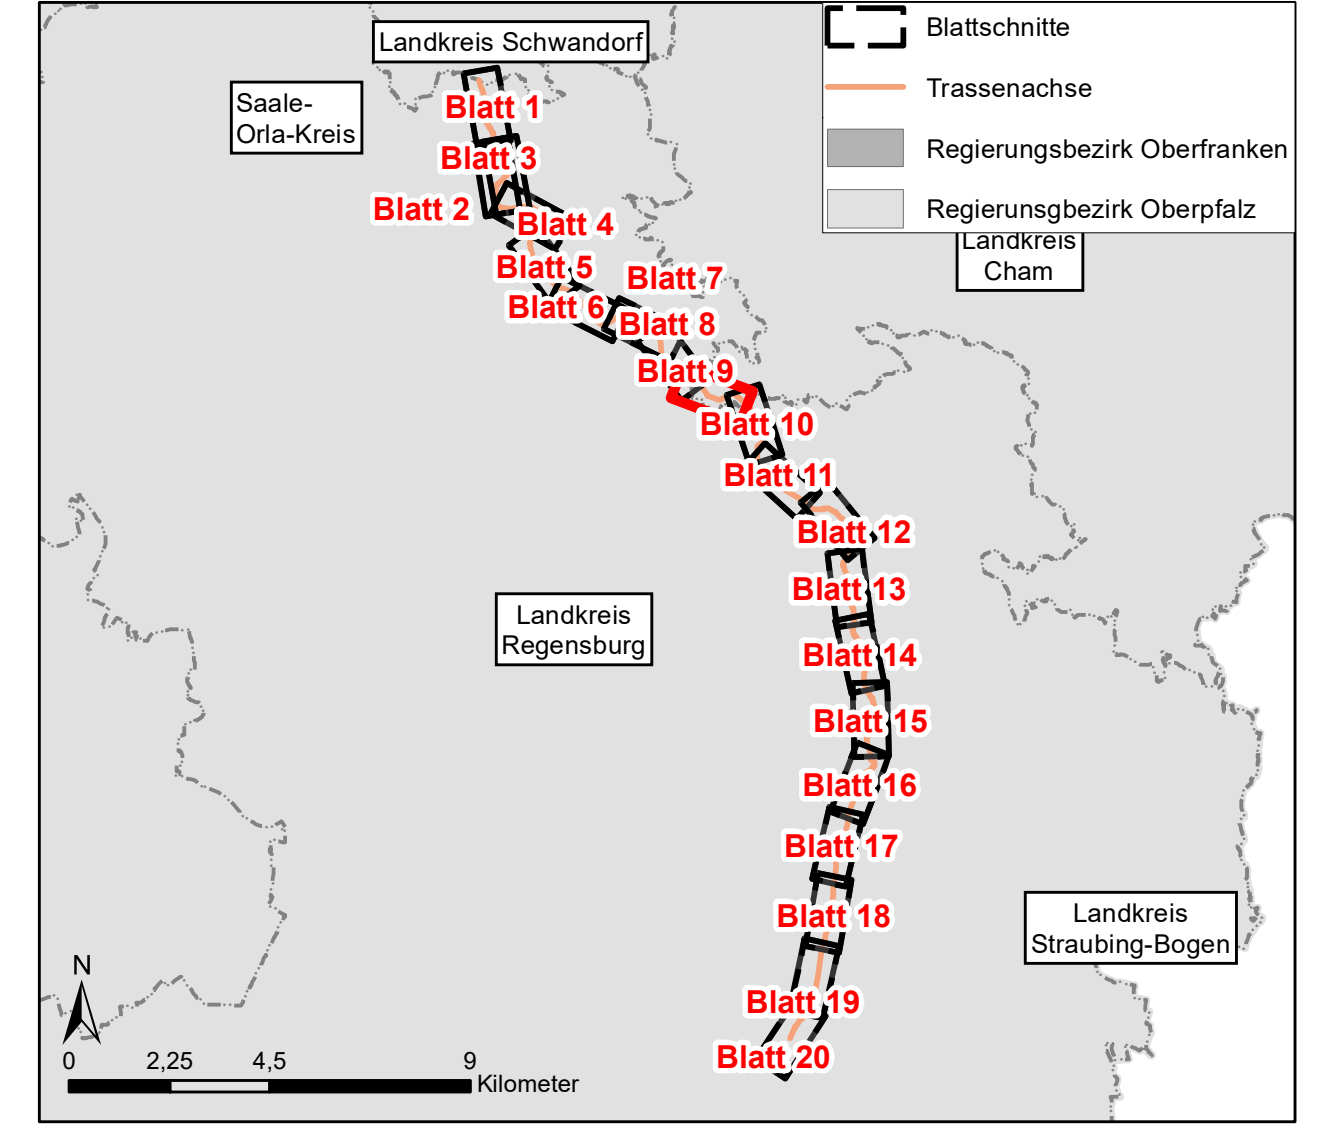 Landkreis Schwandorf
Saale-
Orla-Kreis
Blattschnitte
Trassenachse
Regierungsbezirk Oberfranken
Regierunsgbezirk Oberpfalz
Landkreis
Cham
Blatt 1
Blatt 3
Blatt 2
Blatt 4
Blatt 5
Blatt 7
Blatt 6
Blatt 8
Blatt 9
Blatt 10
Blatt 11
Blatt 12
Blatt 13
Landkreis
Regensburg
Blatt 14
Blatt 15
Blatt 16
Blatt 17
Blatt 18
Landkreis
Straubing-Bogen
Blatt 19
Blatt 20
N
0 2,25 4,5 9
Kilometer